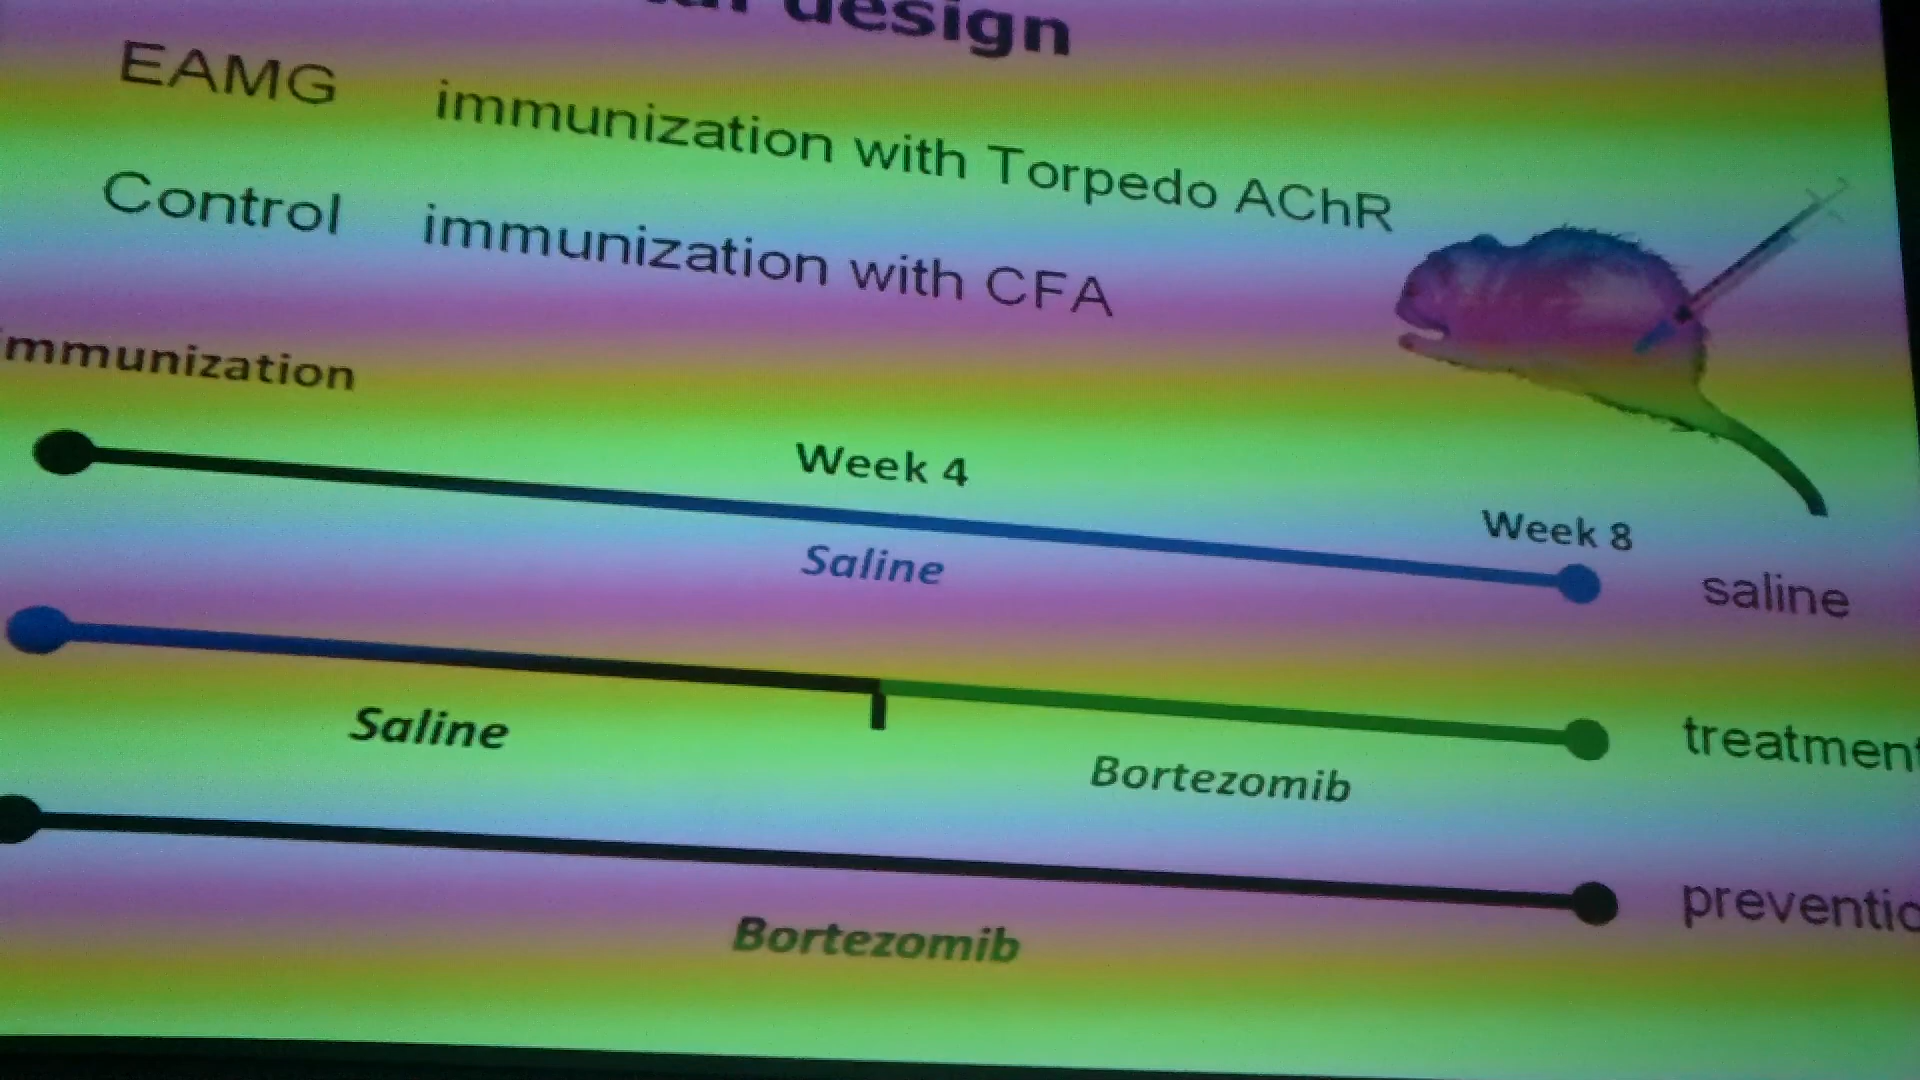 design
EAMG immunization with Torpedo AChR
Control immunization with CFA
mmunization
Week 4
Week 8
Saline
saline
Saline
Bortezomib
treatment
Bortezomib
preventio